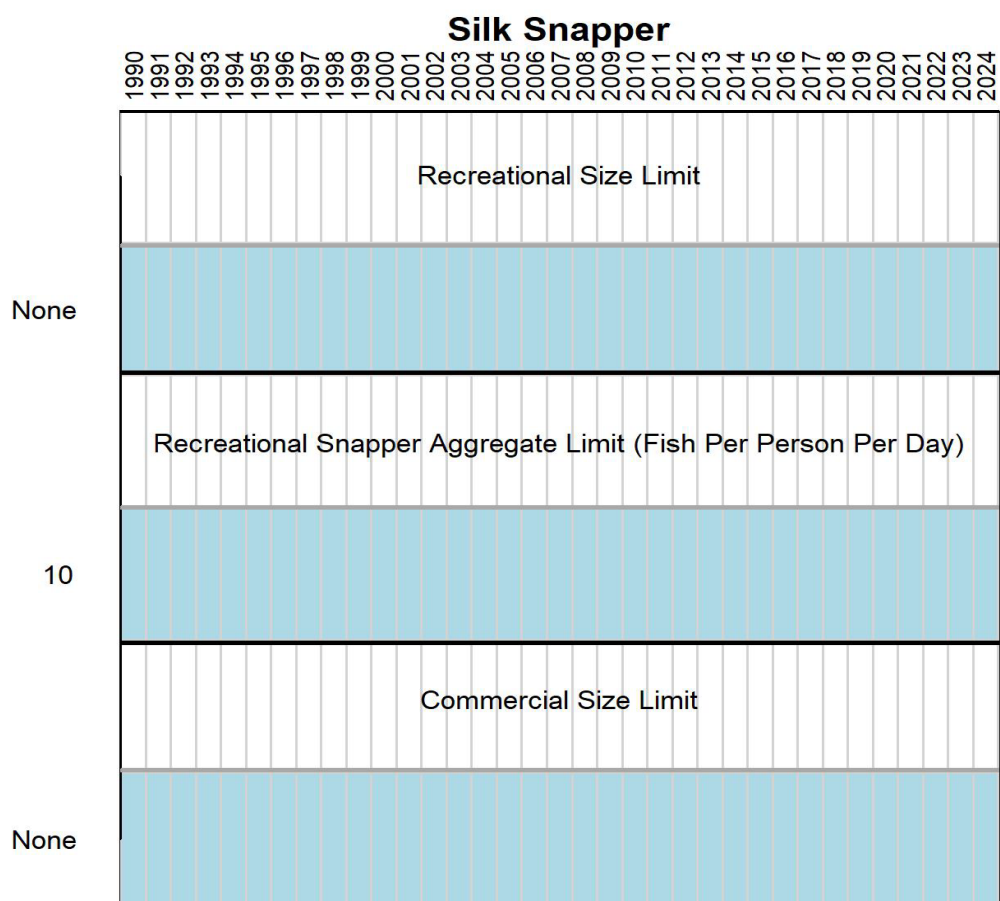 Silk Snapper
1990 1991 1992 1993 1994 1995 1996 1997 1998 1999 2000 2001 2002 2003 2004 2005 2006 2007 2008 2009 2010 2011 2012 2013 2014 2015 2016 2017 2018 2019 2020 2021 2022 2023 2024
Recreational Size Limit
None
Recreational Snapper Aggregate Limit (Fish Per Person Per Day)
10
Commercial Size Limit
None